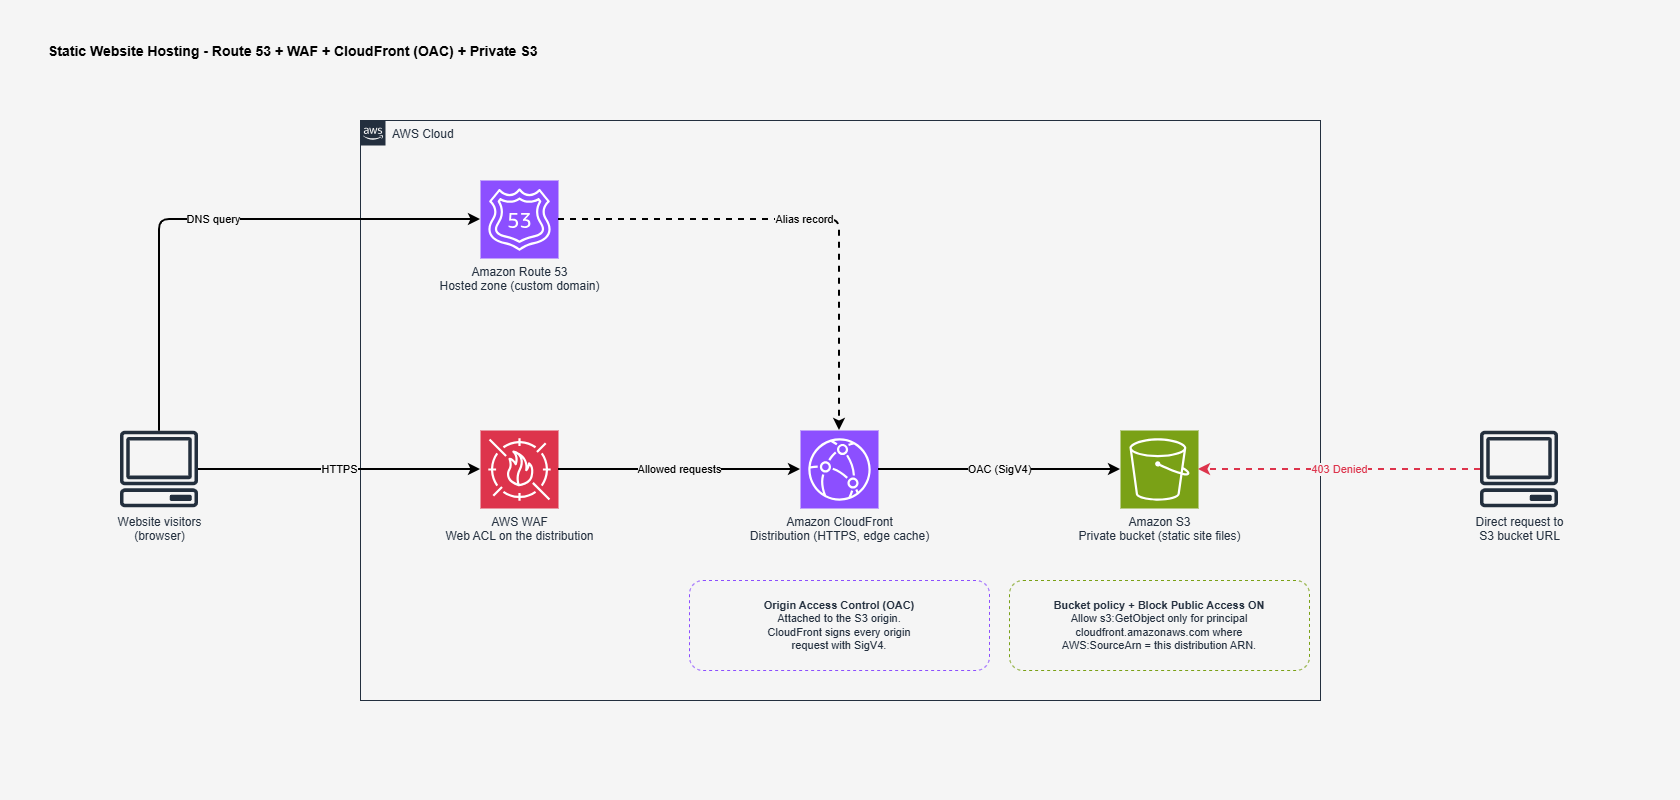 Static Website Hosting - Route 53 + WAF + CloudFront (OAC) + Private S3
aws
AWS Cloud
DNS query
53
Alias record
Amazon Route 53
Hosted zone (custom domain)
HTTPS
Allowed requests
OAC (SigV4)
403 Denied
Website visitors
(browser)
AWS WAF
Web ACL on the distribution
Amazon CloudFront
Distribution (HTTPS, edge cache)
Amazon S3
Private bucket (static site files)
Direct request to
S3 bucket URL
Origin Access Control (OAC)
Attached to the S3 origin.
CloudFront signs every origin
request with SigV4.
Bucket policy + Block Public Access ON
Allow s3:GetObject only for principal
cloudfront.amazonaws.com where
AWS:SourceArn = this distribution ARN.